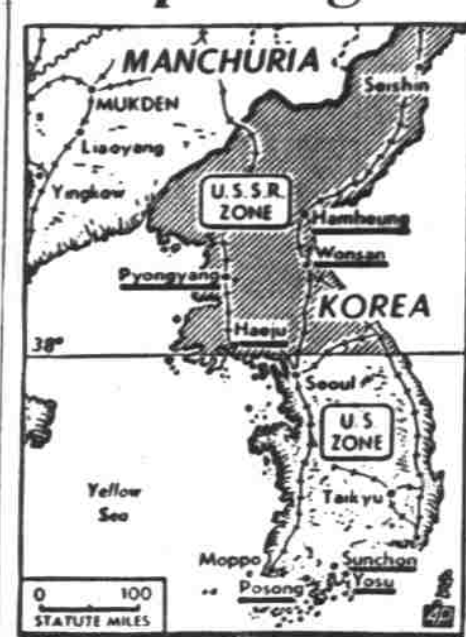 MANCHURIA
Seishin
MUKDEN
Liaoyang
Yingkow
U.S.S.R.
ZONE
Hamheung
Wonsan
Pyongyang
KOREA
Haeju
38°
Seoul
U.S
ZONE
Yellow
Sea
Taikyu
Moppo
Sunchon
Posong
Yosu
0 100
STATUTE MILES
AP